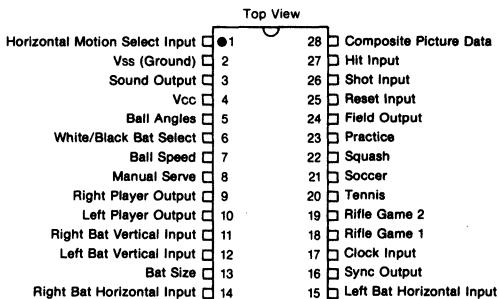 Top View
Horizontal Motion Select Input 1 28 Composite Picture Data
Vss (Ground) 2 27 Hit Input
Sound Output 3 26 Shot Input
Vcc 4 25 Reset Input
Ball Angles 5 24 Field Output
White/Black Bat Select 6 23 Practice
Ball Speed 7 22 Squash
Manual Serve 8 21 Soccer
Right Player Output 9 20 Tennis
Left Player Output 10 19 Rifle Game 2
Right Bat Vertical Input 11 18 Rifle Game 1
Left Bat Vertical Input 12 17 Clock Input
Bat Size 13 16 Sync Output
Right Bat Horizontal Input 14 15 Left Bat Horizontal Input